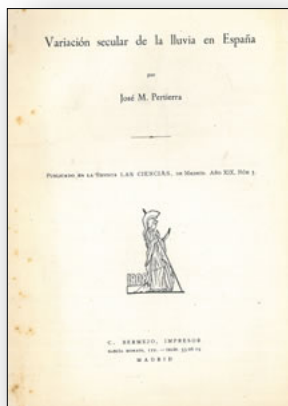 Variación secular de la lluvia en España
por
José M. Pertierra
PUBLICADO EN LA REVISTA LAS CIENCIAS, DE MADRID. AÑO XIX, NÚM 3.
C. BERMEJO, IMPRESOR
MADRID